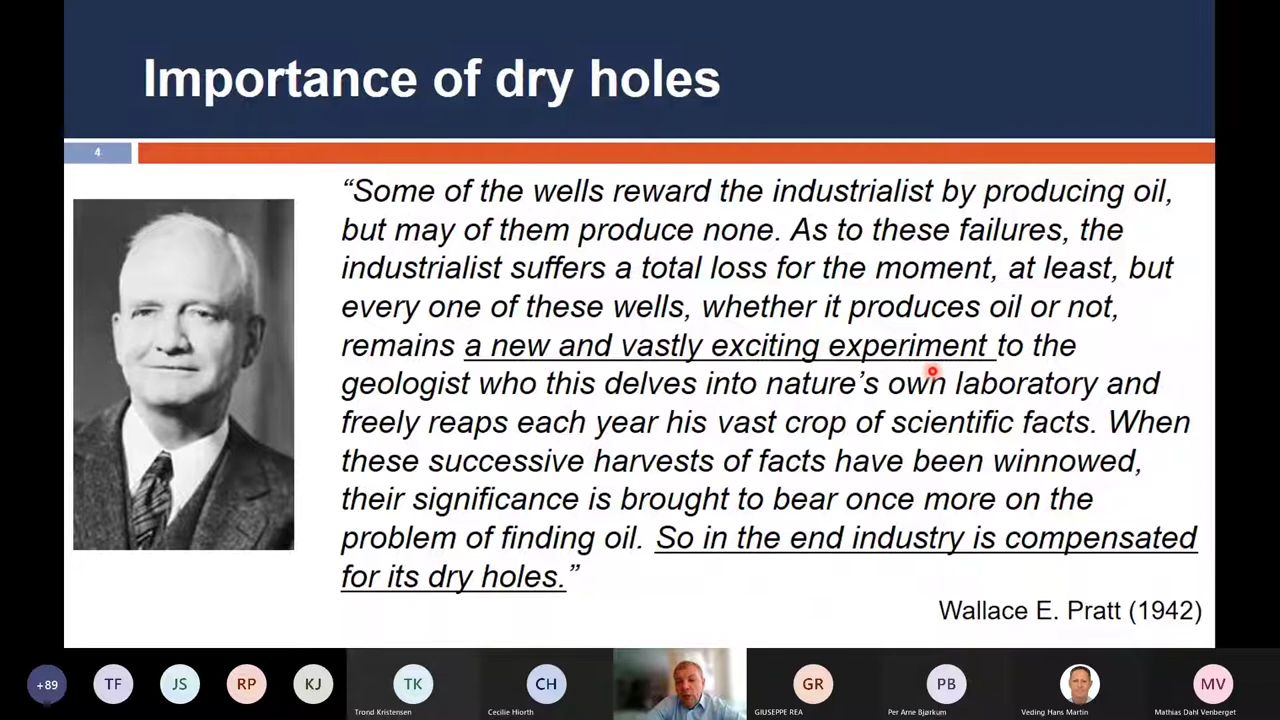 Importance of dry holes
4
“Some of the wells reward the industrialist by producing oil,
but may of them produce none. As to these failures, the
industrialist suffers a total loss for the moment, at least, but
every one of these wells, whether it produces oil or not,
remains a new and vastly exciting experiment to the
geologist who this delves into nature’s own laboratory and
freely reaps each year his vast crop of scientific facts. When
these successive harvests of facts have been winnowed,
their significance is brought to bear once more on the
problem of finding oil. So in the end industry is compensated
for its dry holes.”
Wallace E. Pratt (1942)
+89 TF JS RP KJ TK CH GR PB MV
Trond Kristensen Cecilie Hiorth GIUSEPPE REA Per Arne Bjørkum Veding Hans Martin Mathias Dahl Venberget